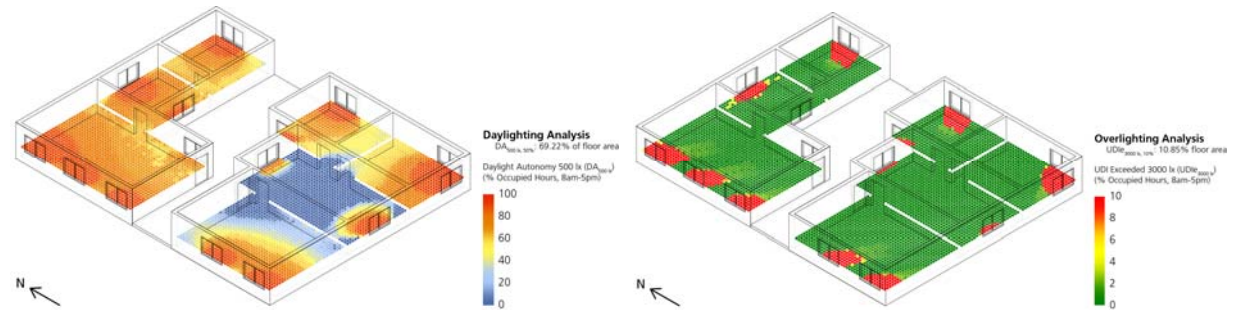 Daylighting Analysis
DA500 lx, 50%: 69.22% of floor area
Daylight Autonomy 500 lx (DA500 lx)
(% Occupied Hours, 8am-5pm)
100
80
60
40
20
0
N
Overlighting Analysis
UDIe3000 lx, 10%: 10.85% floor area
UDI Exceeded 3000 lx (UDIe3000 lx)
(% Occupied Hours, 8am-5pm)
10
8
6
4
2
0
N